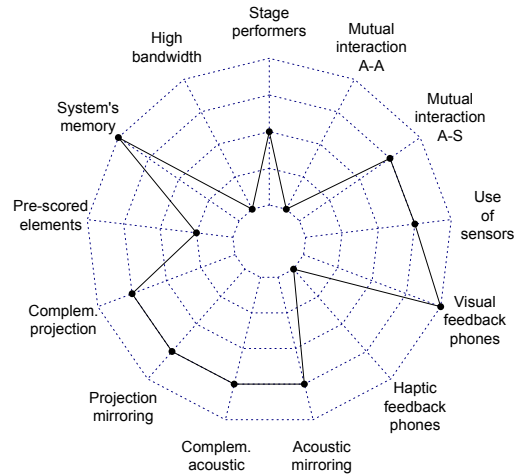 Stage
performers
Mutual
interaction
A-A
Mutual
interaction
A-S
Use
of
sensors
Visual
feedback
phones
Haptic
feedback
phones
Acoustic
mirroring
Complem.
acoustic
Projection
mirroring
Complem.
projection
Pre-scored
elements
System's
memory
High
bandwidth